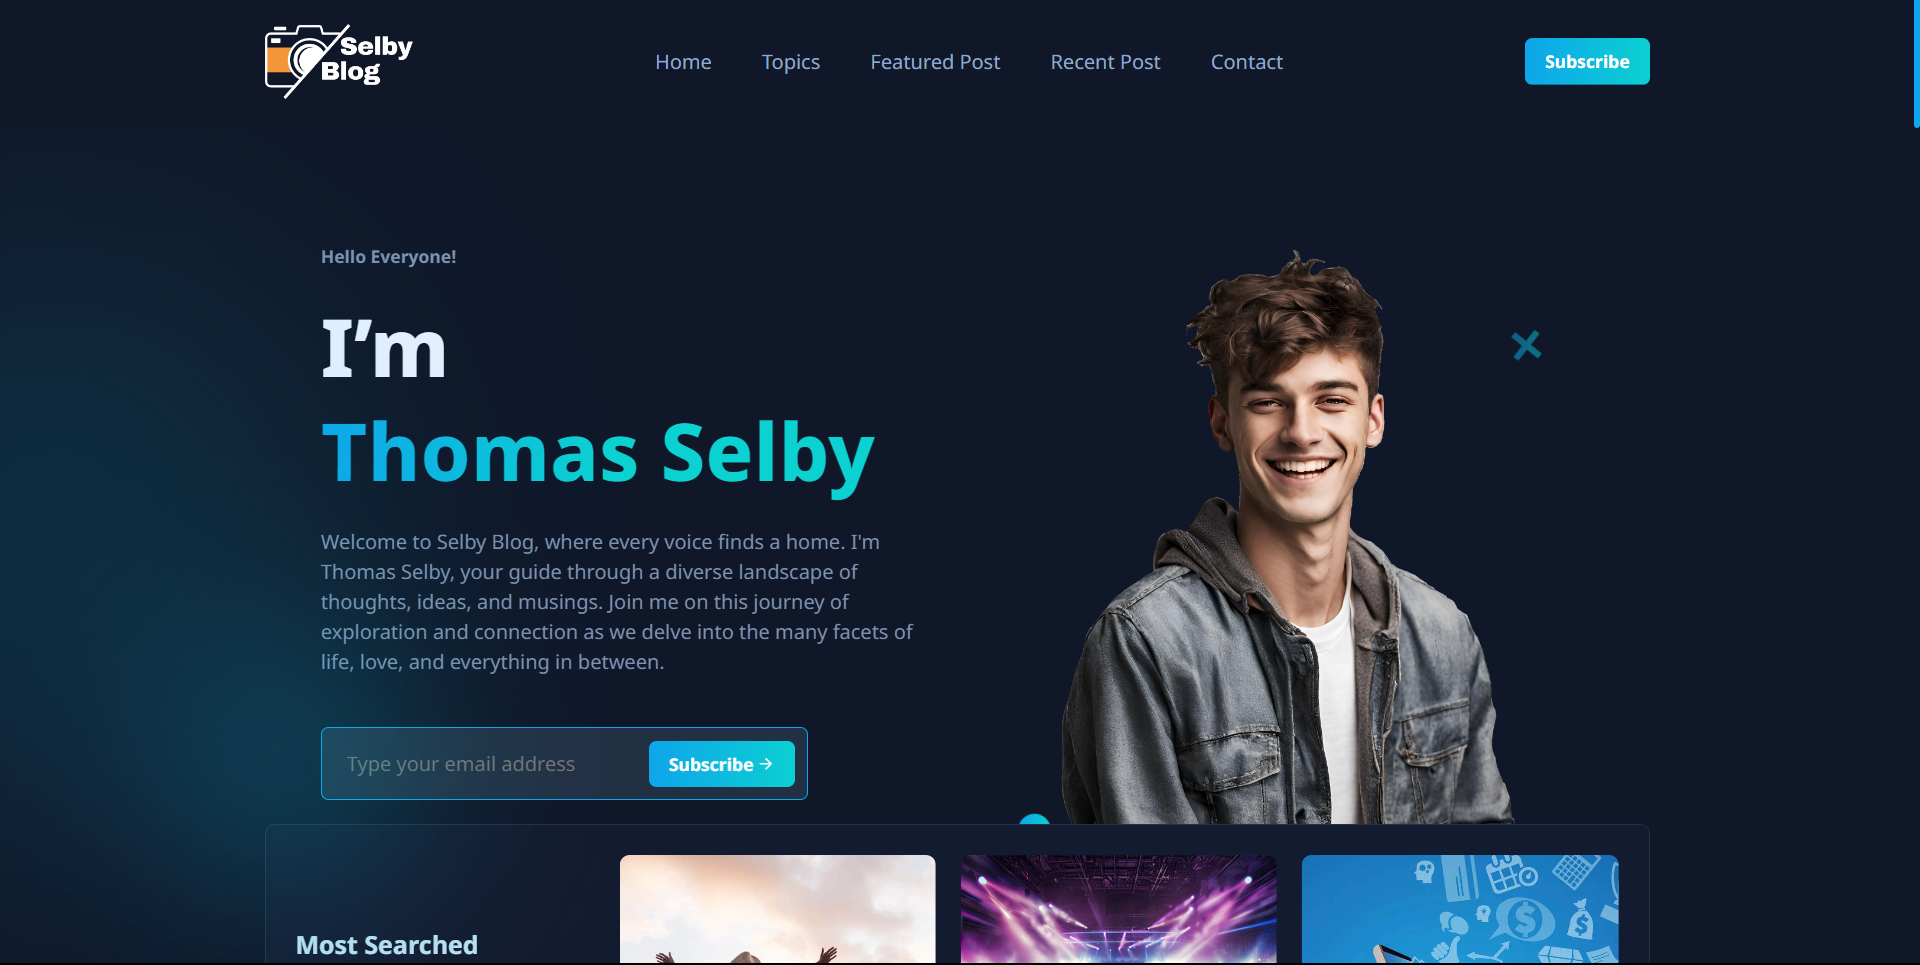 Selby
Blog
Home
Topics
Featured Post
Recent Post
Contact
Subscribe
Hello Everyone!
I’m
Thomas Selby
Welcome to Selby Blog, where every voice finds a home. I'm
Thomas Selby, your guide through a diverse landscape of
thoughts, ideas, and musings. Join me on this journey of
exploration and connection as we delve into the many facets of
life, love, and everything in between.
Type your email address
Subscribe →
Most Searched